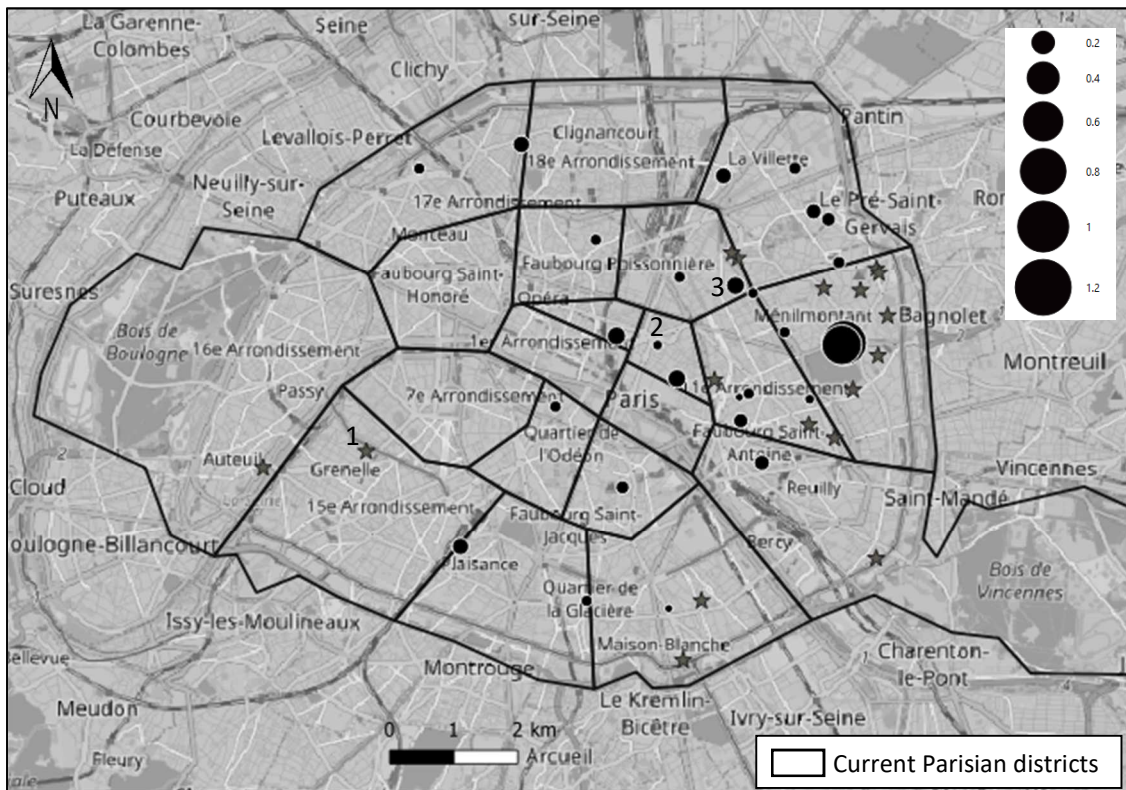 La Garenne-
Colombes
Seine
sur-Seine
14
Clichy
0.2
0.4
0.6
0.8
1
1.2
N
Courbevoie
Levallois-Perret
La Défense
Clignancourt
18e Arrondissement
Pantin
La Villette
Puteaux
Neuilly-sur-
Seine
17e Arrondissement
Le Pré-Saint-
Gervais
Monceau
Faubourg Poissonnière
Faubourg Saint-
Honoré
3
Suresnes
Opéra
Bois de
Boulogne
16e Arrondissement
1e Arrondissement
2
Ménilmontant
Bagnolet
Montreuil
Passy
7e Arrondissement
Paris
11e Arrondissement
Quartier de
l'Odéon
Faubourg Saint-
Antoine
1
Auteuil
Grenelle
2
Cloud
Reuilly
Vincennes
Saint-Mandé
15e Arrondissement
Faubourg Saint-
Jacques
Bercy
oulogne-Billancourt
Plaisance
Bois de
Vincennes
Quartier de
la Glacière
Issy-les-Moulineaux
Maison-Blanche
Bellevue
Montrouge
1
Charenton-
le-Pont
4
Meudon
Le Kremlin-
Bicêtre
Ivry-sur-Seine
0 1 2 km
Arcueil
Fleury
Current Parisian districts